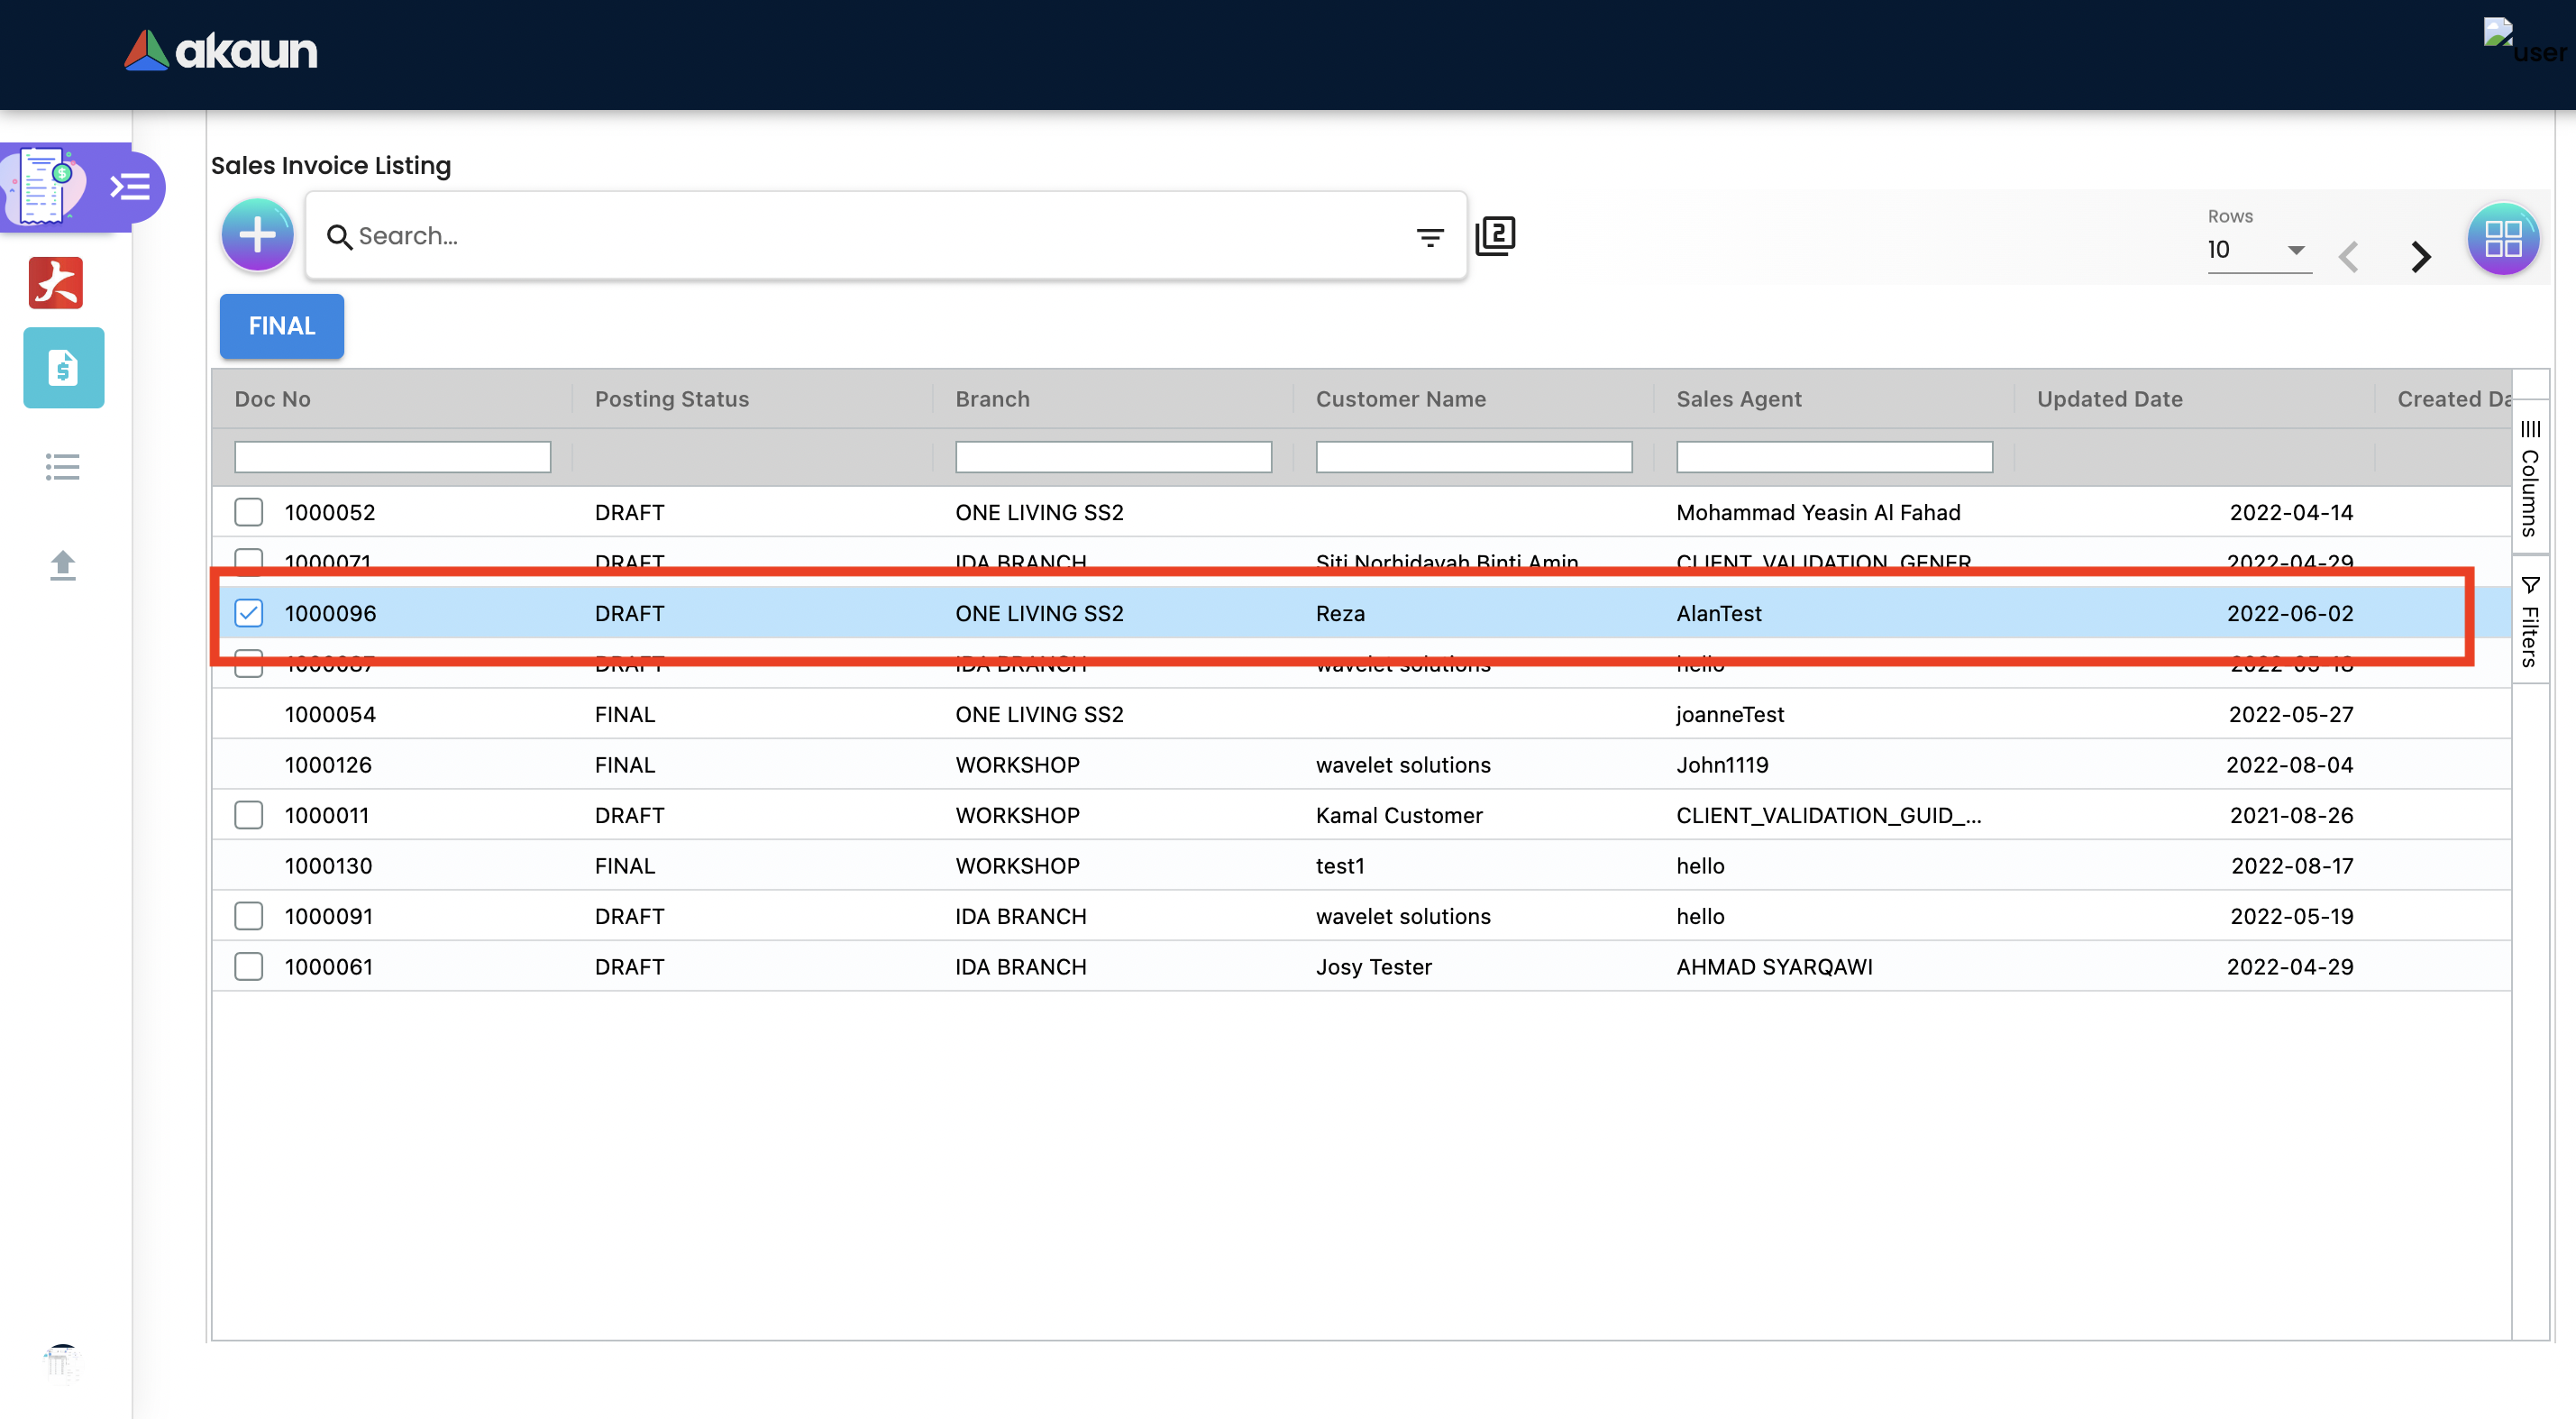 akaun
user
Sales Invoice Listing
Search...
2
Rows
10
FINAL
Doc No Posting Status Branch Customer Name Sales Agent Updated Date Created Da
Columns
Filters
1000052 DRAFT ONE LIVING SS2 Mohammad Yeasin Al Fahad 2022-04-14
1000071 DRAFT IDA BRANCH Siti Norhidayah Binti Amin CLIENT_VALIDATION_GENER 2022-04-29
1000096 DRAFT ONE LIVING SS2 Reza AlanTest 2022-06-02
1000087 DRAFT IDA BRANCH wavelet solutions hello 2022-05-18
1000054 FINAL ONE LIVING SS2 joanneTest 2022-05-27
1000126 FINAL WORKSHOP wavelet solutions John1119 2022-08-04
1000011 DRAFT WORKSHOP Kamal Customer CLIENT_VALIDATION_GUID_... 2021-08-26
1000130 FINAL WORKSHOP test1 hello 2022-08-17
1000091 DRAFT IDA BRANCH wavelet solutions hello 2022-05-19
1000061 DRAFT IDA BRANCH Josy Tester AHMAD SYARQAWI 2022-04-29